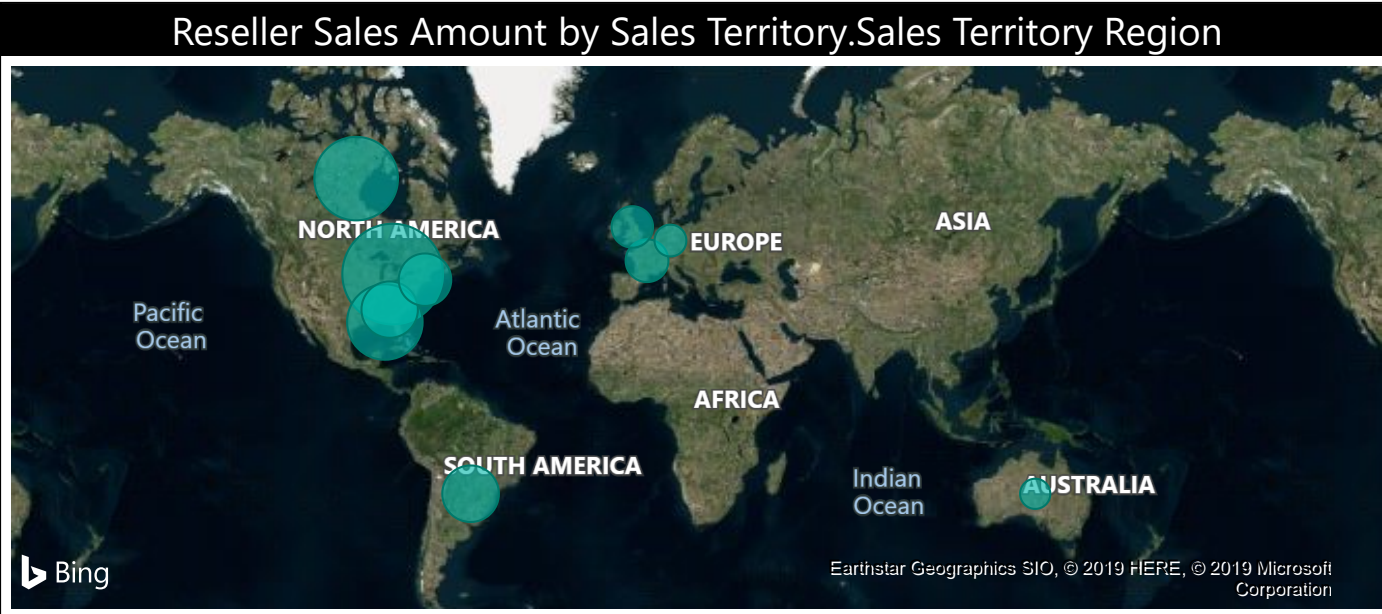 Reseller Sales Amount by Sales Territory.Sales Territory Region
NORTH AMERICA
ASIA
EUROPE
Pacific
Ocean
Atlantic
Ocean
AFRICA
SOUTH AMERICA
Indian
Ocean
AUSTRALIA
Bing
Earthstar Geographics SIO, © 2019 HERE, © 2019 Microsoft
Corporation